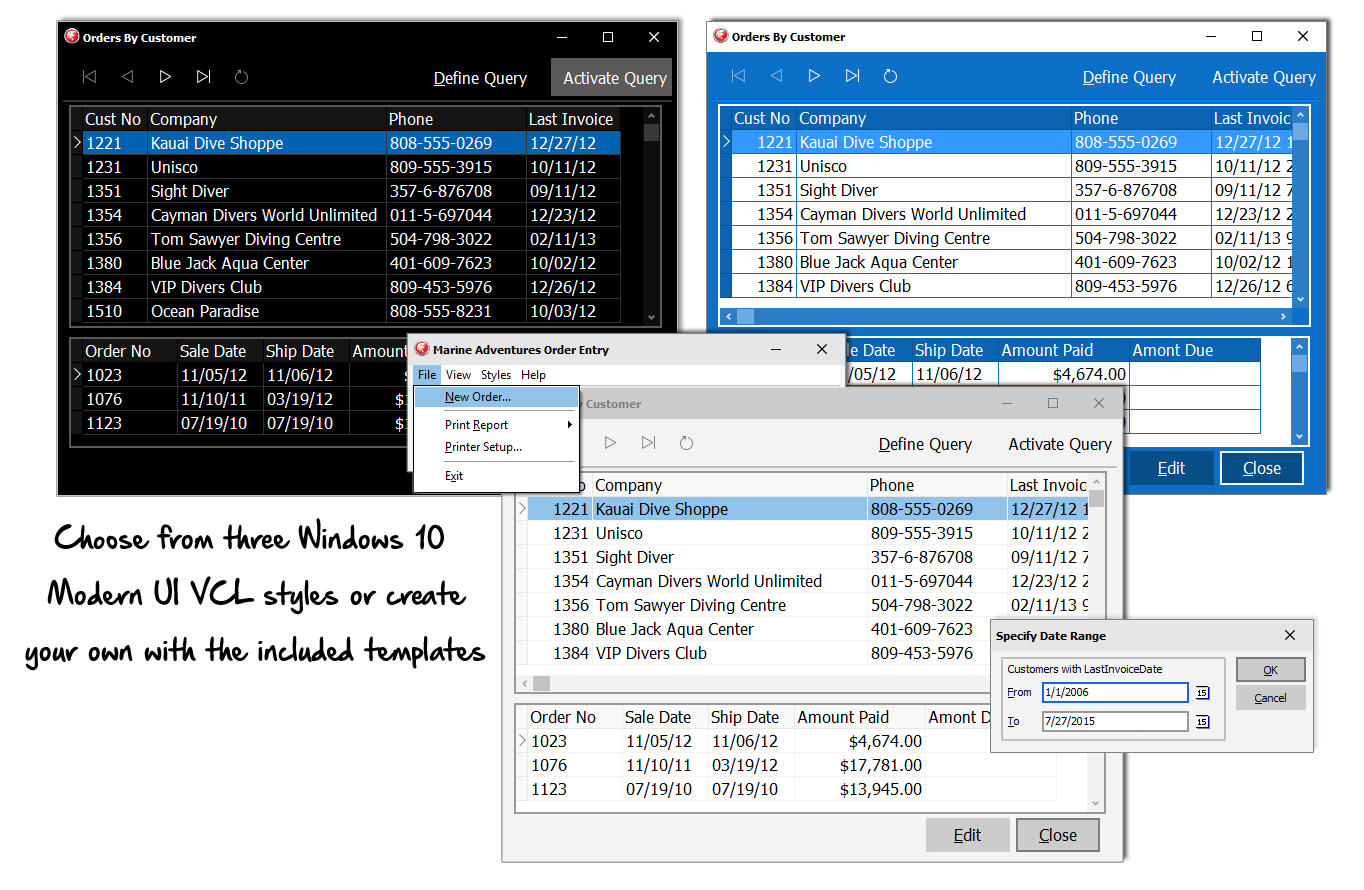 Orders By Customer
Define Query Activate Query
Cust No Company Phone Last Invoice
1221 Kauai Dive Shoppe 808-555-0269 12/27/12
1231 Unisco 809-555-3915 10/11/12
1351 Sight Diver 357-6-876708 09/11/12
1354 Cayman Divers World Unlimited 011-5-697044 12/23/12
1356 Tom Sawyer Diving Centre 504-798-3022 02/11/13
1380 Blue Jack Aqua Center 401-609-7623 10/02/12
1384 VIP Divers Club 809-453-5976 12/26/12
1510 Ocean Paradise 808-555-8231 10/03/12
Order No Sale Date Ship Date Amount
1023 11/05/12 11/06/12
1076 11/10/11 03/19/12 $
1123 07/19/10 07/19/10 $
Orders By Customer
Define Query Activate Query
Cust No Company Phone Last Invoic
1221 Kauai Dive Shoppe 808-555-0269 12/27/12 1
1231 Unisco 809-555-3915 10/11/12 2
1351 Sight Diver 357-6-876708 09/11/12 7
1354 Cayman Divers World Unlimited 011-5-697044 12/23/12 2
1356 Tom Sawyer Diving Centre 504-798-3022 02/11/13 9
1380 Blue Jack Aqua Center 401-609-7623 10/02/12 1
1384 VIP Divers Club 809-453-5976 12/26/12 6
le Date Ship Date Amount Paid Amont Due
/05/12 11/06/12 $4,674.00
Edit Close
Marine Adventures Order Entry
File View Styles Help
New Order...
Print Report
Printer Setup...
Exit
Customer
Define Query Activate Query
o Company Phone Last Invoic
1221 Kauai Dive Shoppe 808-555-0269 12/27/12 1
1231 Unisco 809-555-3915 10/11/12 2
1351 Sight Diver 357-6-876708 09/11/12 7
1354 Cayman Divers World Unlimited 011-5-697044 12/23/12 2
1356 Tom Sawyer Diving Centre 504-798-3022 02/11/13 9
1380 Blue Jack Aqua Center 401-609-7623
1384 VIP Divers Club 809-453-5976
Order No Sale Date Ship Date Amount Paid Amont D
1023 11/05/12 11/06/12 $4,674.00
1076 11/10/11 03/19/12 $17,781.00
1123 07/19/10 07/19/10 $13,945.00
Edit Close
Specify Date Range
Customers with LastInvoiceDate
From 1/1/2006 15
To 7/27/2015 15
OK
Cancel
Choose from three Windows 10
Modern UI VCL styles or create
your own with the included templates